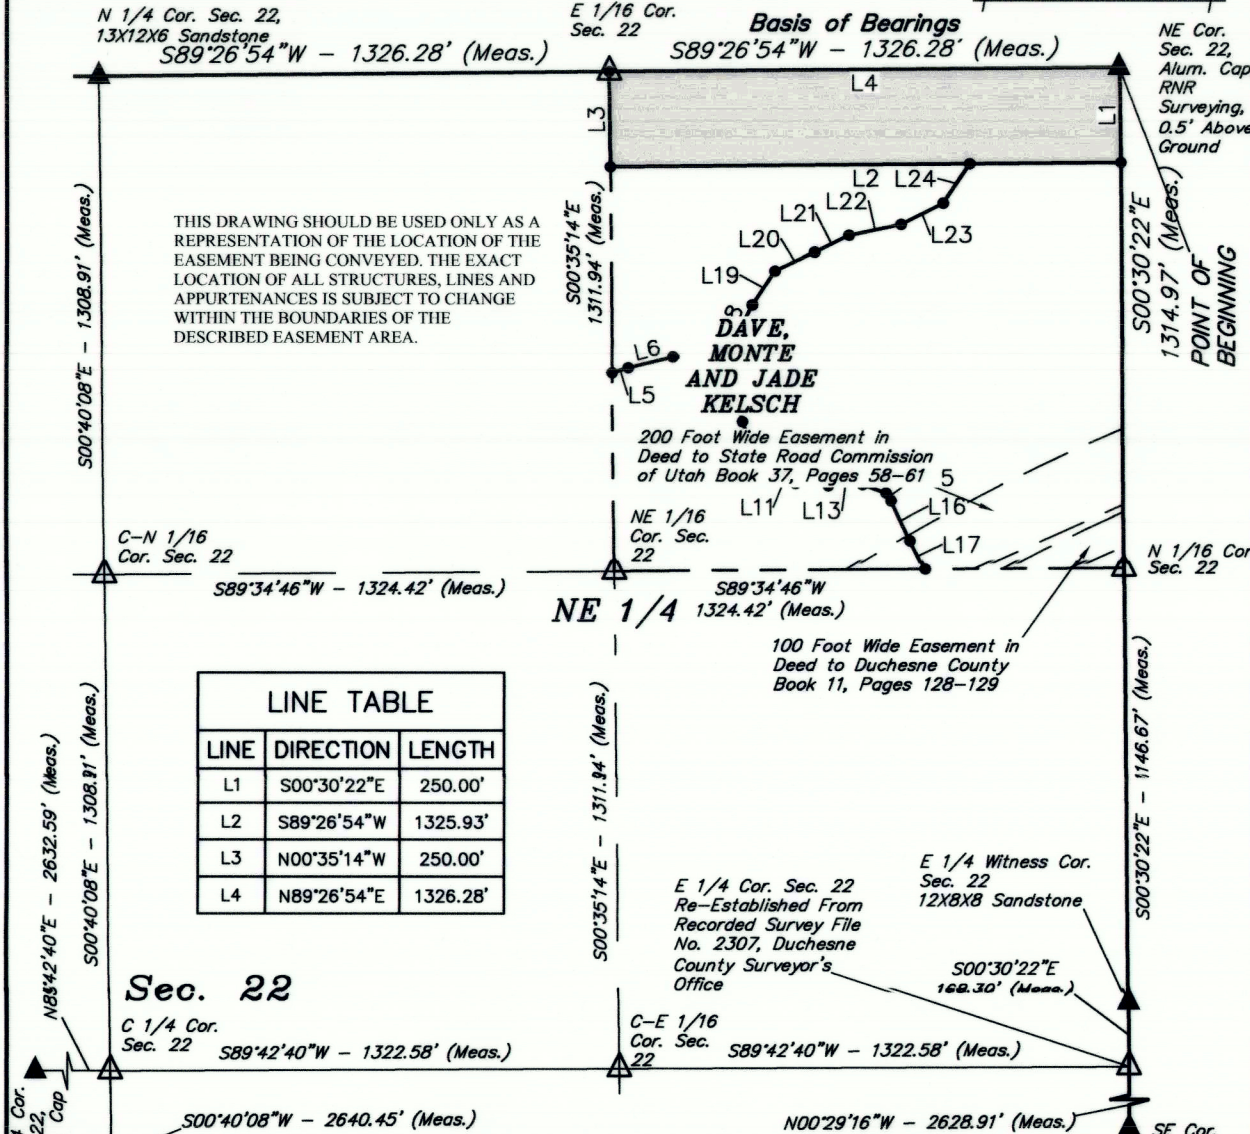 N 1/4 Cor. Sec. 22,
13X12X6 Sandstone
S89°26'54"W – 1326.28' (Meas.)
E 1/16 Cor.
Sec. 22
Basis of Bearings
S89°26'54"W – 1326.28' (Meas.)
NE Cor.
Sec. 22,
Alum. Cap
RNR
Surveying,
0.5' Above
Ground
L4
L3
L1
L2
L24
L22
L21
L23
L20
L19
THIS DRAWING SHOULD BE USED ONLY AS A
REPRESENTATION OF THE LOCATION OF THE
EASEMENT BEING CONVEYED. THE EXACT
LOCATION OF ALL STRUCTURES, LINES AND
APPURTENANCES IS SUBJECT TO CHANGE
WITHIN THE BOUNDARIES OF THE
DESCRIBED EASEMENT AREA.
S00°40'08"E – 1308.91' (Meas.)
S00°35'14"E
1311.94' (Meas.)
S00°30'22"E
1314.97' (Meas.)
POINT OF
BEGINNING
DAVE,
MONTE
AND JADE
KELSCH
L6
L5
200 Foot Wide Easement in
Deed to State Road Commission
of Utah Book 37, Pages 58–61
5
L11
L13
L16
L17
C–N 1/16
Cor. Sec. 22
NE 1/16
Cor. Sec.
22
N 1/16 Cor
Sec. 22
S89°34'46"W – 1324.42' (Meas.)
S89°34'46"W
1324.42' (Meas.)
NE 1/4
100 Foot Wide Easement in
Deed to Duchesne County
Book 11, Pages 128–129
LINE TABLE
LINE DIRECTION LENGTH
L1 S00°30'22"E 250.00'
L2 S89°26'54"W 1325.93'
L3 N00°35'14"W 250.00'
L4 N89°26'54"E 1326.28'
2632.59' (Meas.)
S00°40'08"E – 1308.91' (Meas.)
S00°35'14"E – 1311.94' (Meas.)
S00°30'22"E – 1146.67' (Meas.)
E 1/4 Witness Cor.
Sec. 22
12X8X8 Sandstone
E 1/4 Cor. Sec. 22
Re–Established From
Recorded Survey File
No. 2307, Duchesne
County Surveyor's
Office
S00°30'22"E
168.30' (Meas.)
Sec. 22
C 1/4 Cor.
Sec. 22
S89°42'40"W – 1322.58' (Meas.)
C–E 1/16
Cor. Sec.
22
S89°42'40"W – 1322.58' (Meas.)
Cor.
22,
Cap
S00°40'08"W – 2640.45' (Meas.)
N00°29'16"W – 2628.91' (Meas.)
SE Cor.